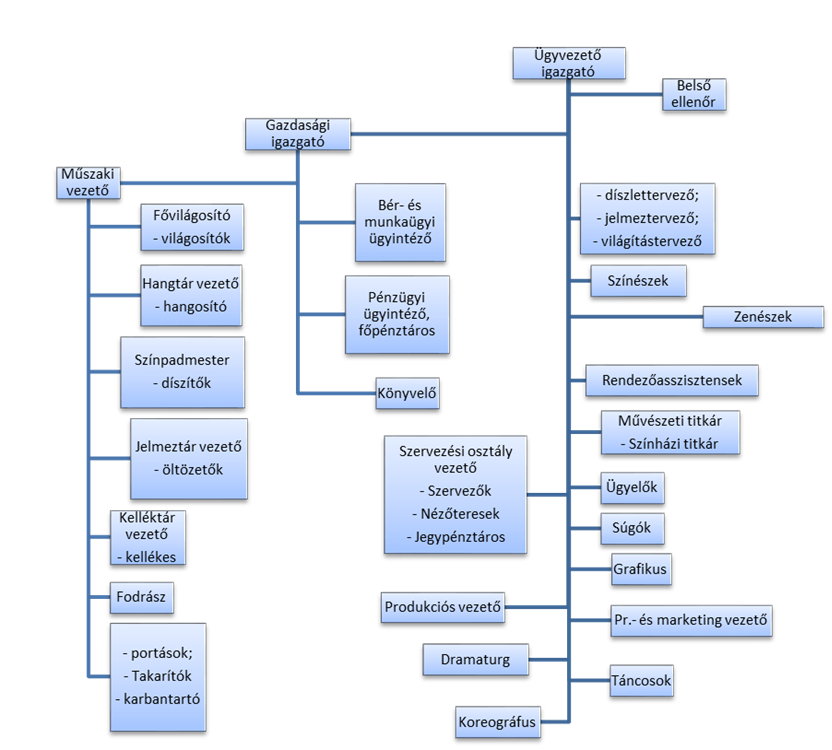 Ügyvezető
igazgató
Belső
ellenőr
Gazdasági
igazgató
Műszaki
vezető
Fővilágosító
- világosítók
Hangtár vezető
- hangosító
Színpadmester
- díszítők
Jelmeztár vezető
- öltözetők
Kelléktár
vezető
- kellékes
Fodrász
- portások;
- Takarítók
- karbantartó
Bér- és
munkaügyi
ügyintéző
Pénzügyi
ügyintéző,
főpénztáros
Könyvelő
- díszlettervező;
- jelmeztervező;
- világítástervező
Színészek
Zenészek
Rendezőasszisztensek
Művészeti titkár
- Színházi titkár
Szervezési osztály
vezető
- Szervezők
- Nézőteresek
- Jegypénztáros
Ügyelők
Súgók
Grafikus
Produkciós vezető
Pr.- és marketing vezető
Dramaturg
Táncosok
Koreográfus